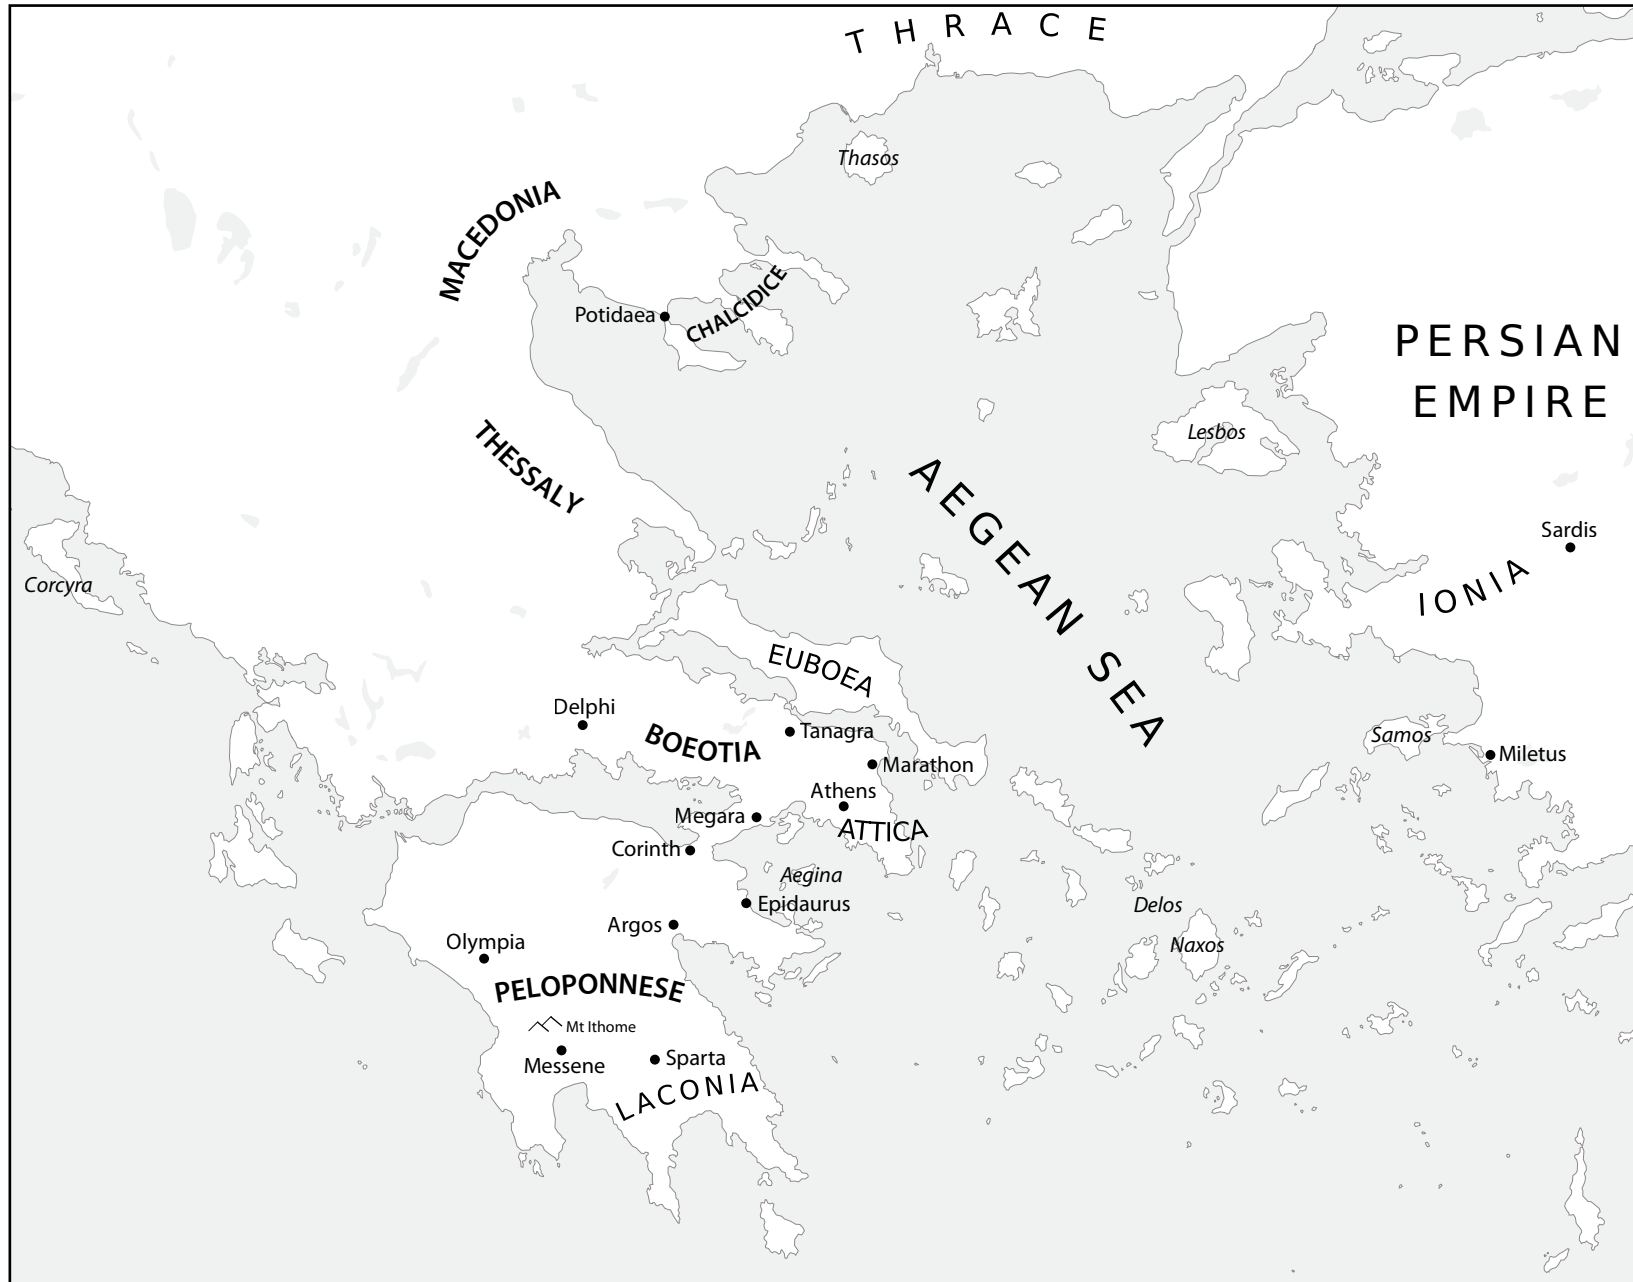 THRACE
Thasos
MACEDONIA
CHALCIDICE
Potidaea
PERSIAN
EMPIRE
THESSALY
Lesbos
AEGEAN SEA
Sardis
IONIA
Corcyra
EUBOEA
Delphi
BOEOTIA
Tanagra
Samos
Miletus
Marathon
Athens
Megara
ATTICA
Corinth
Aegina
Epidaurus
Delos
Argos
Olympia
Naxos
PELOPONNESE
Mt Ithome
Messene
Sparta
LACONIA